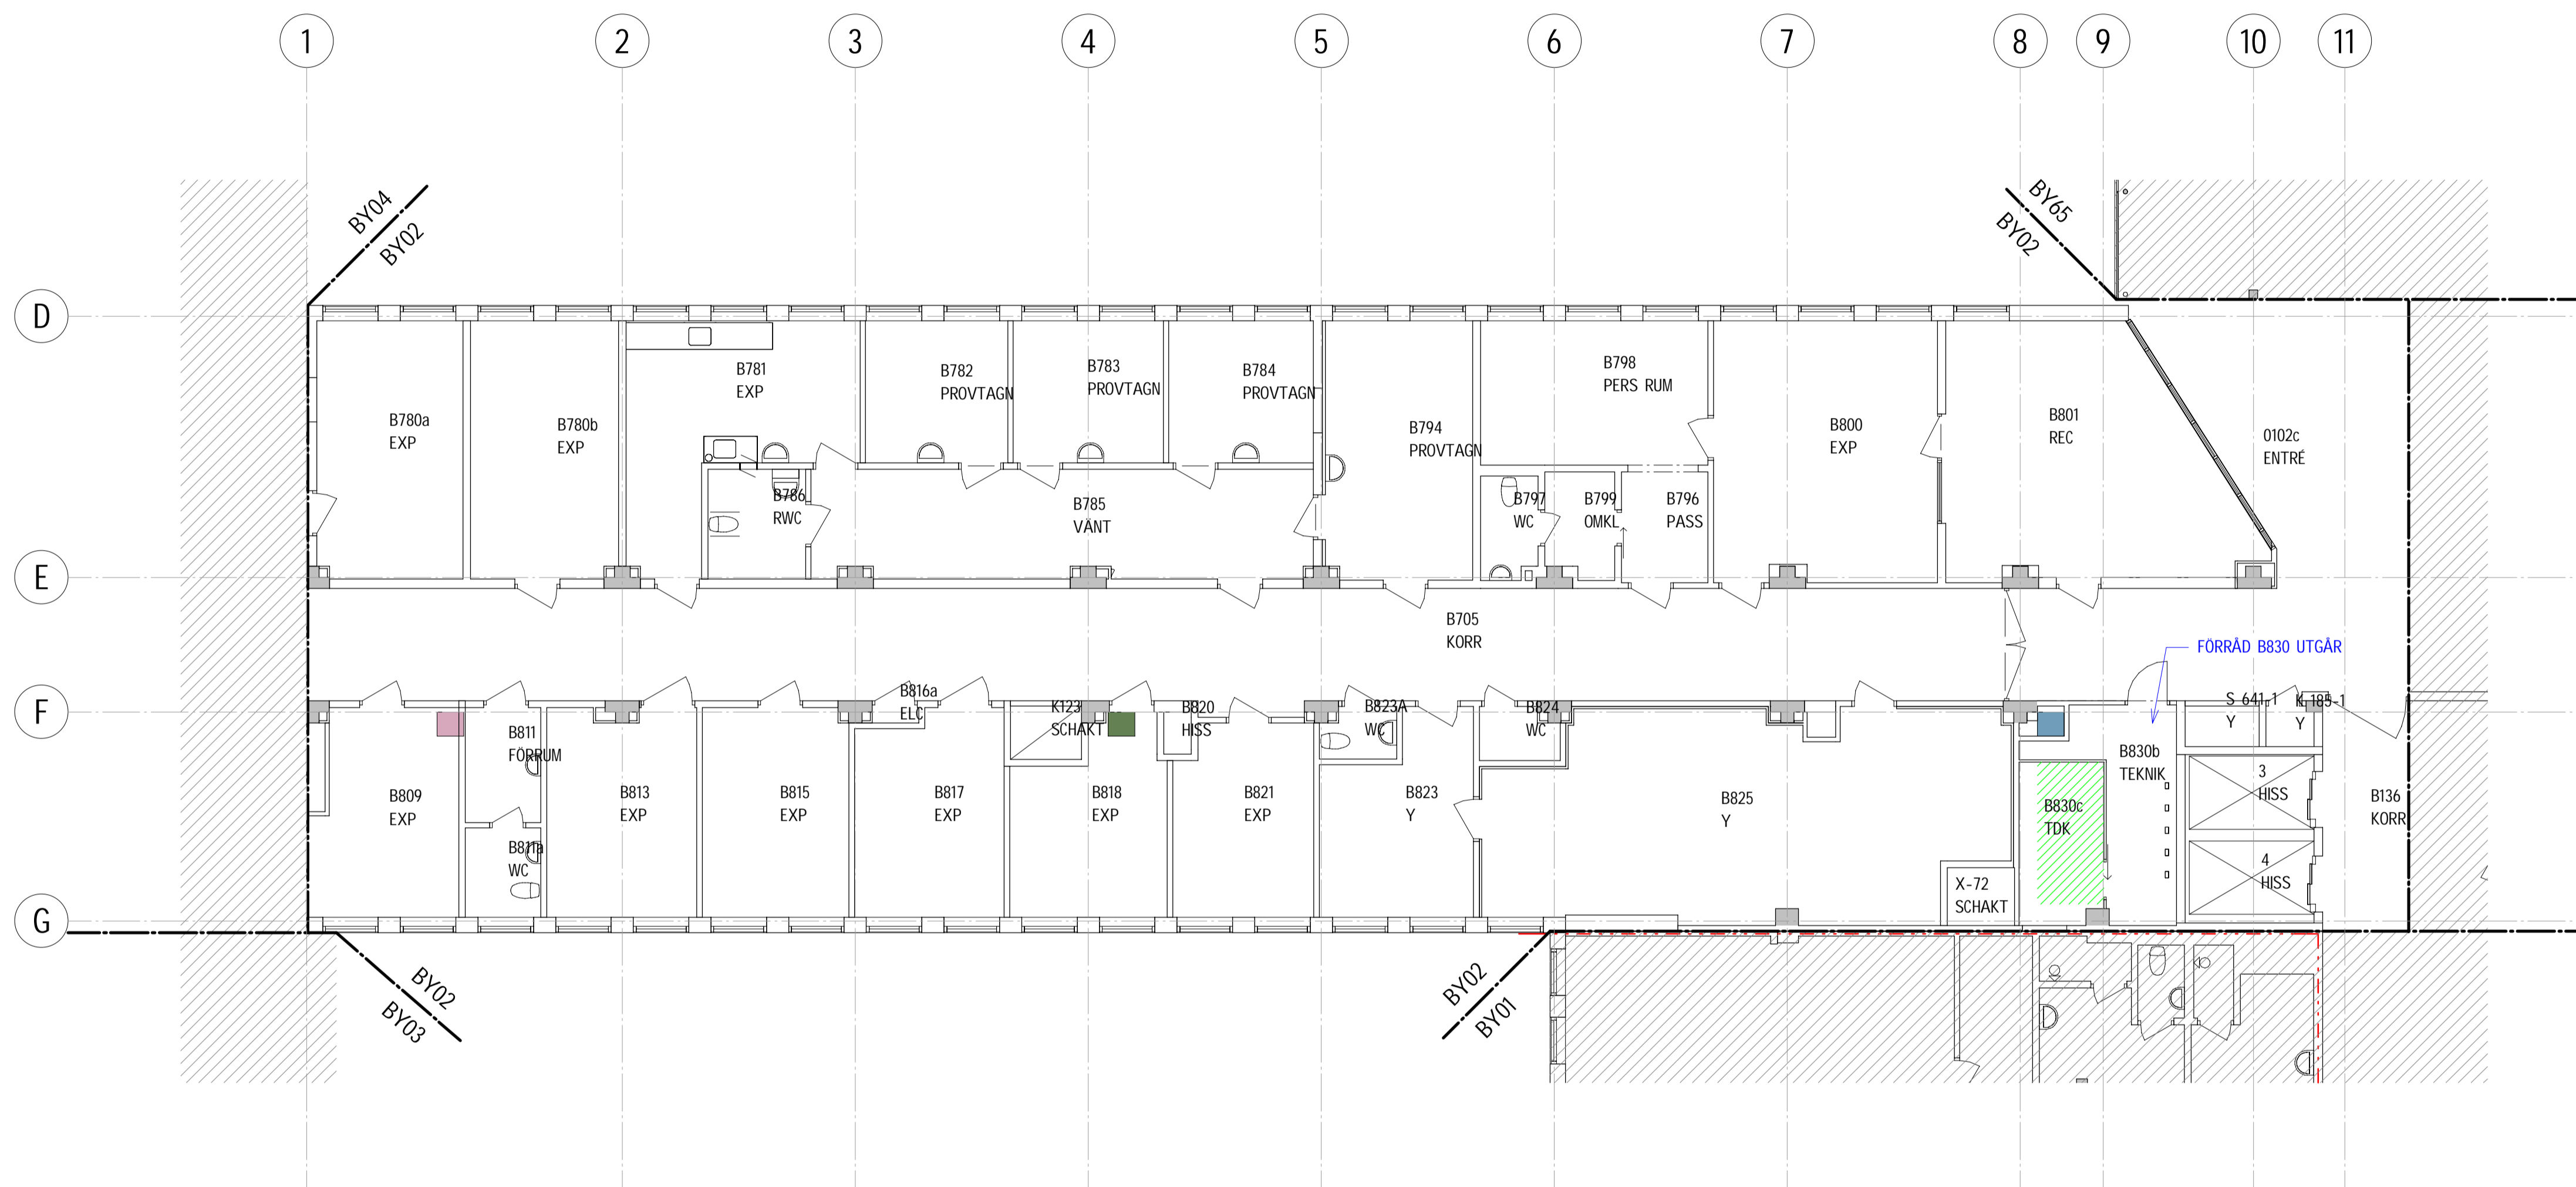 1
2
3
4
5
6
7
8
9
10
11
BY04
BY02
BY65
BY02
D
E
F
G
B780a
EXP
B780b
EXP
B781
EXP
B782
PROVTAGN
B783
PROVTAGN
B784
PROVTAGN
B794
PROVTAGN
B798
PERS RUM
B800
EXP
B801
REC
0102c
ENTRÉ
B786
RWC
B785
VÄNT
B797
WC
B799
OMKL
B796
PASS
B705
KORR
FÖRRÅD B830 UTGÅR
B816a
ELC
K123
SCHAKT
B820
HISS
B823A
WC
B824
WC
S 641-1
Y
K 185-1
Y
B811
FÖRRUM
B809
EXP
B811a
WC
B813
EXP
B815
EXP
B817
EXP
B818
EXP
B821
EXP
B823
Y
B825
Y
B830b
TEKNIK
B830c
TDK
3
HISS
4
HISS
B136
KORR
X-72
SCHAKT
BY02
BY03
BY02
BY01